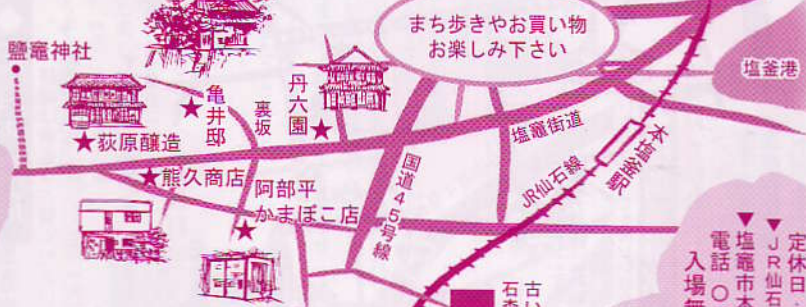 まち歩きやお買い物
お楽しみ下さい
鹽竈神社
塩釜港
丹六園
亀井邸
裏坂
★荻原醸造
塩竈街道
本塩釜駅
JR仙石線
国道45号線
★熊久商店
阿部平
かまぼこ店
定休日
▼JR仙石
▼塩竈市本
電話
入場無
古い
石